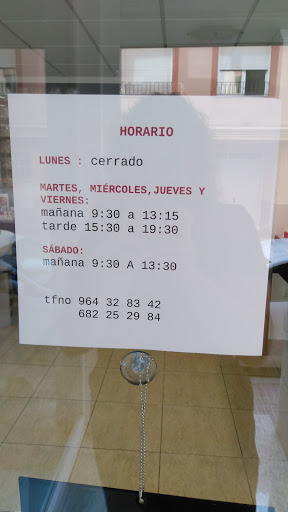 HORARIO
LUNES : cerrado
MARTES, MIÉRCOLES,JUEVES Y
VIERNES:
mañana 9:30 a 13:15
tarde 15:30 a 19:30
SÁBADO:
mañana 9:30 A 13:30
tfno 964 32 83 42
682 25 29 84